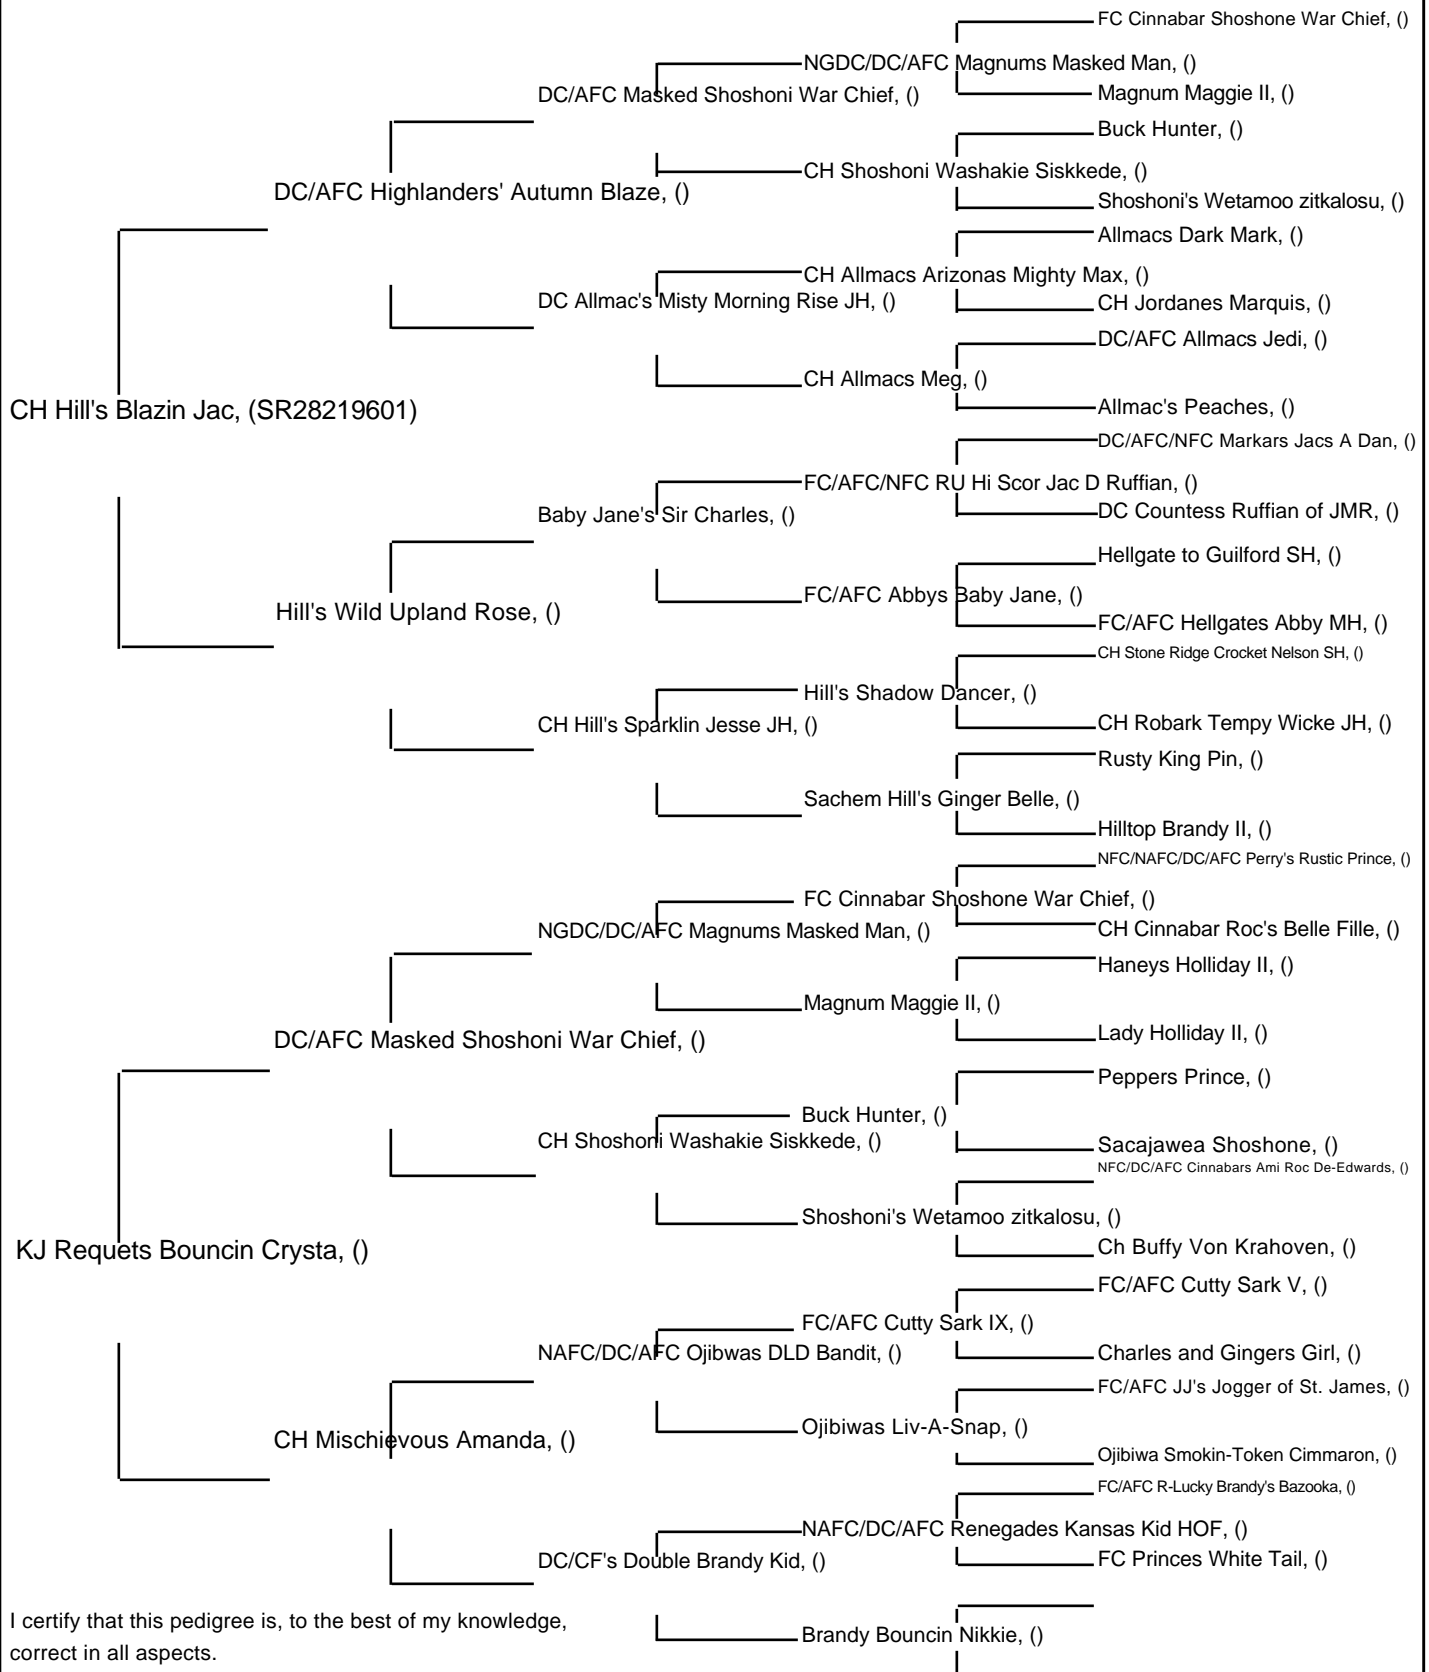 FC Cinnabar Shoshone War Chief, ()
NGDC/DC/AFC Magnums Masked Man, ()
DC/AFC Masked Shoshoni War Chief, ()
Magnum Maggie II, ()
Buck Hunter, ()
CH Shoshoni Washakie Siskkede, ()
DC/AFC Highlanders' Autumn Blaze, ()
Shoshoni's Wetamoo zitkalosu, ()
Allmacs Dark Mark, ()
CH Allmacs Arizonas Mighty Max, ()
DC Allmac's Misty Morning Rise JH, ()
CH Jordanes Marquis, ()
DC/AFC Allmacs Jedi, ()
CH Allmacs Meg, ()
Allmac's Peaches, ()
CH Hill's Blazin Jac, (SR28219601)
DC/AFC/NFC Markars Jacs A Dan, ()
FC/AFC/NFC RU Hi Scor Jac D Ruffian, ()
Baby Jane's Sir Charles, ()
DC Countess Ruffian of JMR, ()
Hellgate to Guilford SH, ()
FC/AFC Abbys Baby Jane, ()
Hill's Wild Upland Rose, ()
FC/AFC Hellgates Abby MH, ()
CH Stone Ridge Crocket Nelson SH, ()
Hill's Shadow Dancer, ()
CH Hill's Sparklin Jesse JH, ()
CH Robark Tempy Wicke JH, ()
Rusty King Pin, ()
Sachem Hill's Ginger Belle, ()
Hilltop Brandy II, ()
NFC/NAFC/DC/AFC Perry's Rustic Prince, ()
FC Cinnabar Shoshone War Chief, ()
NGDC/DC/AFC Magnums Masked Man, ()
CH Cinnabar Roc's Belle Fille, ()
Haneys Holliday II, ()
Magnum Maggie II, ()
DC/AFC Masked Shoshoni War Chief, ()
Lady Holliday II, ()
Peppers Prince, ()
Buck Hunter, ()
CH Shoshoni Washakie Siskkede, ()
Sacajawea Shoshone, ()
NFC/DC/AFC Cinnabars Ami Roc De-Edwards, ()
Shoshoni's Wetamoo zitkalosu, ()
Ch Buffy Von Krahoven, ()
KJ Requets Bouncin Crysta, ()
FC/AFC Cutty Sark V, ()
FC/AFC Cutty Sark IX, ()
NAFC/DC/AFC Ojibwas DLD Bandit, ()
Charles and Gingers Girl, ()
FC/AFC JJ's Jogger of St. James, ()
Ojibiwas Liv-A-Snap, ()
CH Mischievous Amanda, ()
Ojibiwa Smokin-Token Cimmaron, ()
FC/AFC R-Lucky Brandy's Bazooka, ()
NAFC/DC/AFC Renegades Kansas Kid HOF, ()
DC/CF's Double Brandy Kid, ()
FC Princes White Tail, ()
Brandy Bouncin Nikkie, ()
I certify that this pedigree is, to the best of my knowledge,
correct in all aspects.